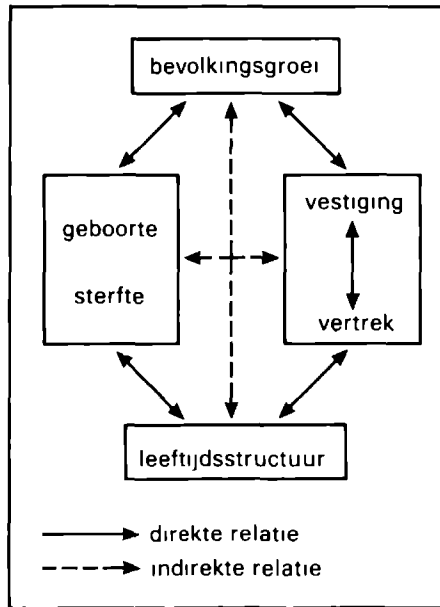 bevolkingsgroei
geboorte
sterfte
vestiging
vertrek
leeftijdsstructuur
direkte relatie
indirekte relatie